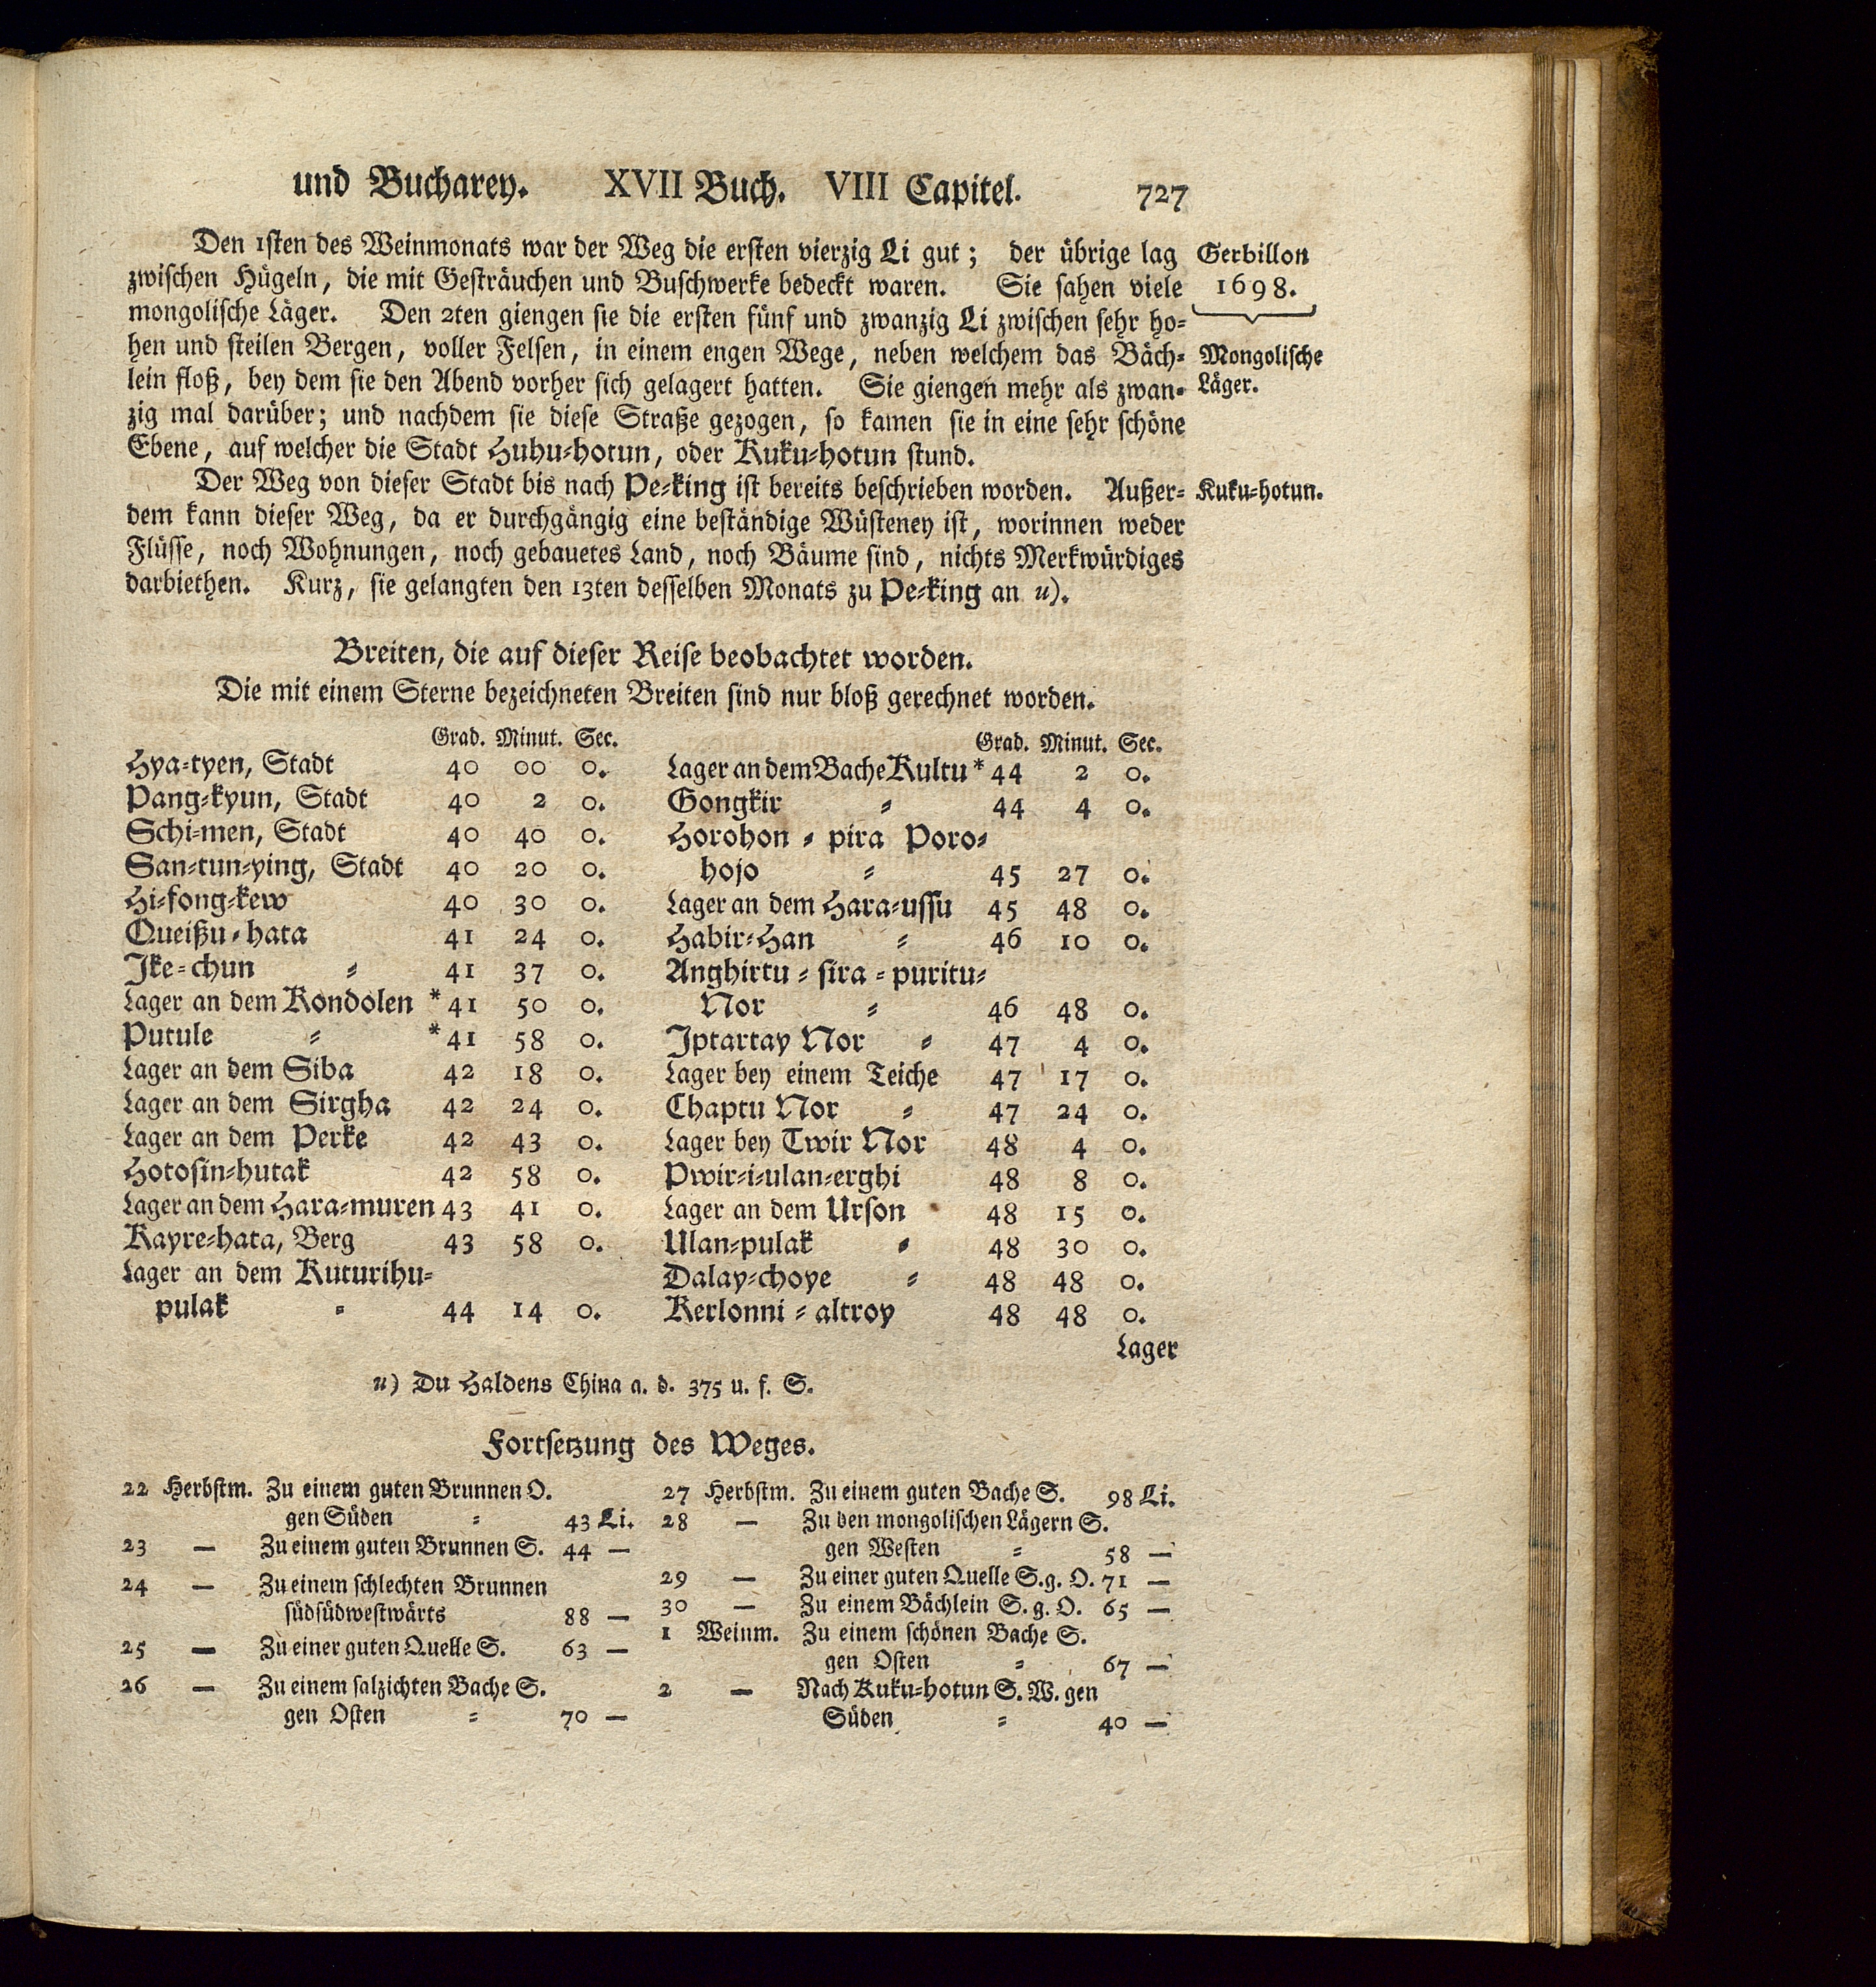 und Bucharey. XVII Buch. VIII Capitel. 727
Den 1sten des Weinmonats war der Weg die ersten vierzig Li gut; der übrige lag
zwischen Hügeln, die mit Gesträuchen und Buschwerke bedeckt waren. Sie sahen viele
mongolische Läger. Den 2ten giengen sie die ersten fünf und zwanzig Li zwischen sehr ho-
hen und steilen Bergen, voller Felsen, in einem engen Wege, neben welchem das Bäch-
lein floß, bey dem sie den Abend vorher sich gelagert hatten. Sie giengen mehr als zwan-
zig mal darüber; und nachdem sie diese Straße gezogen, so kamen sie in eine sehr schöne
Ebene, auf welcher die Stadt Huhu-hotun, oder Kuku-hotun stund.
Gerbillon
1698.
Mongolische
Läger.
Der Weg von dieser Stadt bis nach Pe-king ist bereits beschrieben worden. Außer-
dem kann dieser Weg, da er durchgängig eine beständige Wüsteney ist, worinnen weder
Flüsse, noch Wohnungen, noch gebauetes Land, noch Bäume sind, nichts Merkwürdiges
darbiethen. Kurz, sie gelangten den 13ten desselben Monats zu Pe-king an u).
Kuku-hotun.
Breiten, die auf dieser Reise beobachtet worden.
Die mit einem Sterne bezeichneten Breiten sind nur bloß gerechnet worden.
Grad. Minut. Sec.
Hya-tyen, Stadt 40 00 0.
Pang-kyun, Stadt 40 2 0.
Schi-men, Stadt 40 40 0.
San-tun-ying, Stadt 40 20 0.
Hi-fong-kew 40 30 0.
Queißu-hata 41 24 0.
Ike-chun - 41 37 0.
Lager an dem Kondolen *41 50 0.
Putule - *41 58 0.
Lager an dem Siba 42 18 0.
Lager an dem Sirgha 42 24 0.
Lager an dem Perke 42 43 0.
Hotosin-hutak 42 58 0.
Lager an dem Hara-muren 43 41 0.
Kayre-hata, Berg 43 58 0.
Lager an dem Kuturihu-
pulak - 44 14 0.
Grad. Minut. Sec.
Lager an dem Bache Kultu *44 2 0.
Gongkir - 44 4 0.
Horohon - pira Poro-
hojo - 45 27 0.
Lager an dem Hara-ussu 45 48 0.
Habir-Han - 46 10 0.
Anghirtu - sira - puritu-
Nor - 46 48 0.
Iptartay Nor - 47 4 0.
Lager bey einem Teiche 47 17 0.
Chaptu Nor - 47 24 0.
Lager bey Twir Nor 48 4 0.
Pwir-i-ulan-erghi 48 8 0.
Lager an dem Urson 48 15 0.
Ulan-pulak - 48 30 0.
Dalay-choye - 48 48 0.
Kerlonni - altroy 48 48 0.
Lager
u) Du Haldens China a. d. 375 u. f. S.
Fortsetzung des Weges.
22 Herbstm. Zu einem guten Brunnen O.
gen Süden - 43 Li.
23 — Zu einem guten Brunnen S. 44 —
24 — Zu einem schlechten Brunnen
südsüdwestwärts 88 —
25 — Zu einer guten Quelle S. 63 —
26 — Zu einem salzichten Bache S.
gen Osten - 70 —
27 Herbstm. Zu einem guten Bache S. 98 Li.
28 — Zu den mongolischen Lägern S.
gen Westen - 58 —
29 — Zu einer guten Quelle S. g. O. 71 —
30 — Zu einem Bächlein S. g. O. 65 —
1 Weinm. Zu einem schönen Bache S.
gen Osten - 67 —
2 — Nach Kuku-hotun S. W. gen
Süden - 40 —